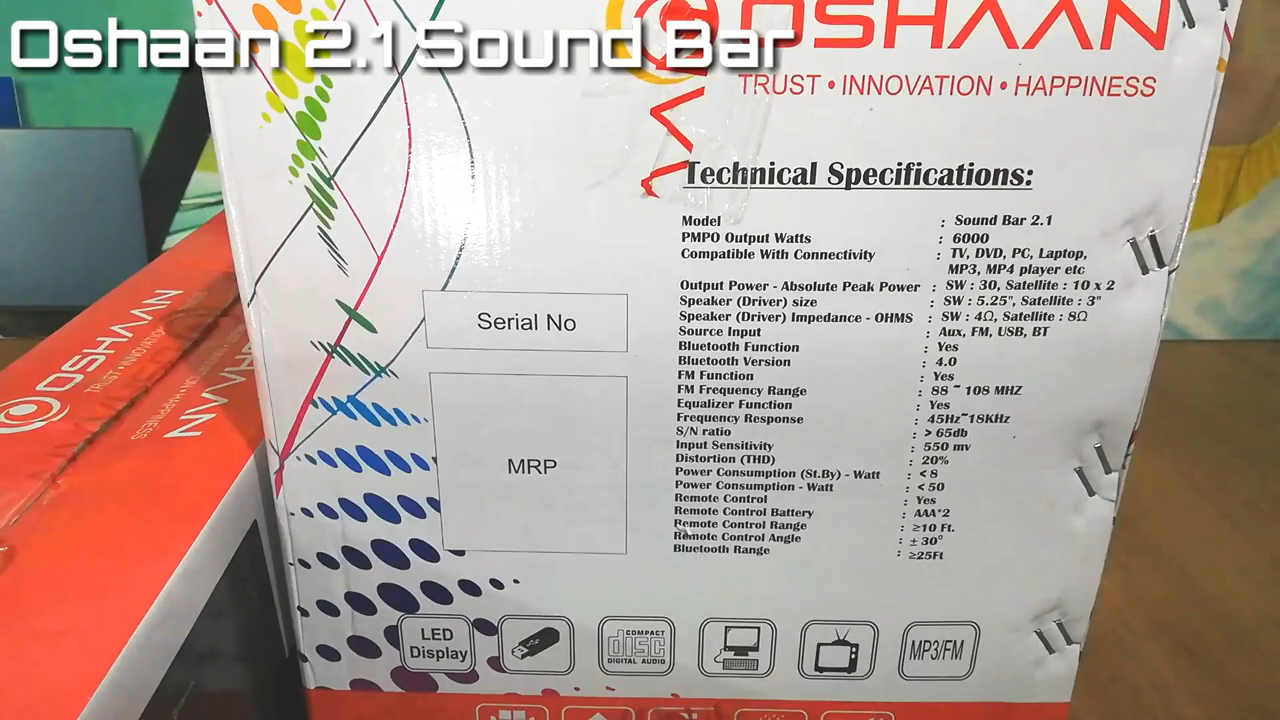 Oshaan 2.1 Sound Bar
OSHAAN
TRUST • INNOVATION • HAPPINESS
Technical Specifications:
Model : Sound Bar 2.1
PMPO Output Watts : 6000
Compatible With Connectivity : TV, DVD, PC, Laptop,
MP3, MP4 player etc
Output Power - Absolute Peak Power : SW : 30, Satellite : 10 x 2
Speaker (Driver) size : SW : 5.25", Satellite : 3"
Speaker (Driver) Impedance - OHMS : SW : 4Ω, Satellite : 8Ω
Source Input : Aux, FM, USB, BT
Bluetooth Function : Yes
Bluetooth Version : 4.0
FM Function : Yes
FM Frequency Range : 88 ~ 108 MHZ
Equalizer Function : Yes
Frequency Response : 45Hz~18KHz
S/N ratio : > 65db
Input Sensitivity : 550 mv
Distortion (THD) : 20%
Power Consumption (St.By) - Watt : < 8
Power Consumption - Watt : < 50
Remote Control : Yes
Remote Control Battery : AAA*2
Remote Control Range : ≥10 Ft.
Remote Control Angle : ± 30°
Bluetooth Range : ≥25Ft
Serial No
MRP
LED
Display
COMPACT
disc
DIGITAL AUDIO
MP3/FM
OSHAAN
TRUST • INNOVATION